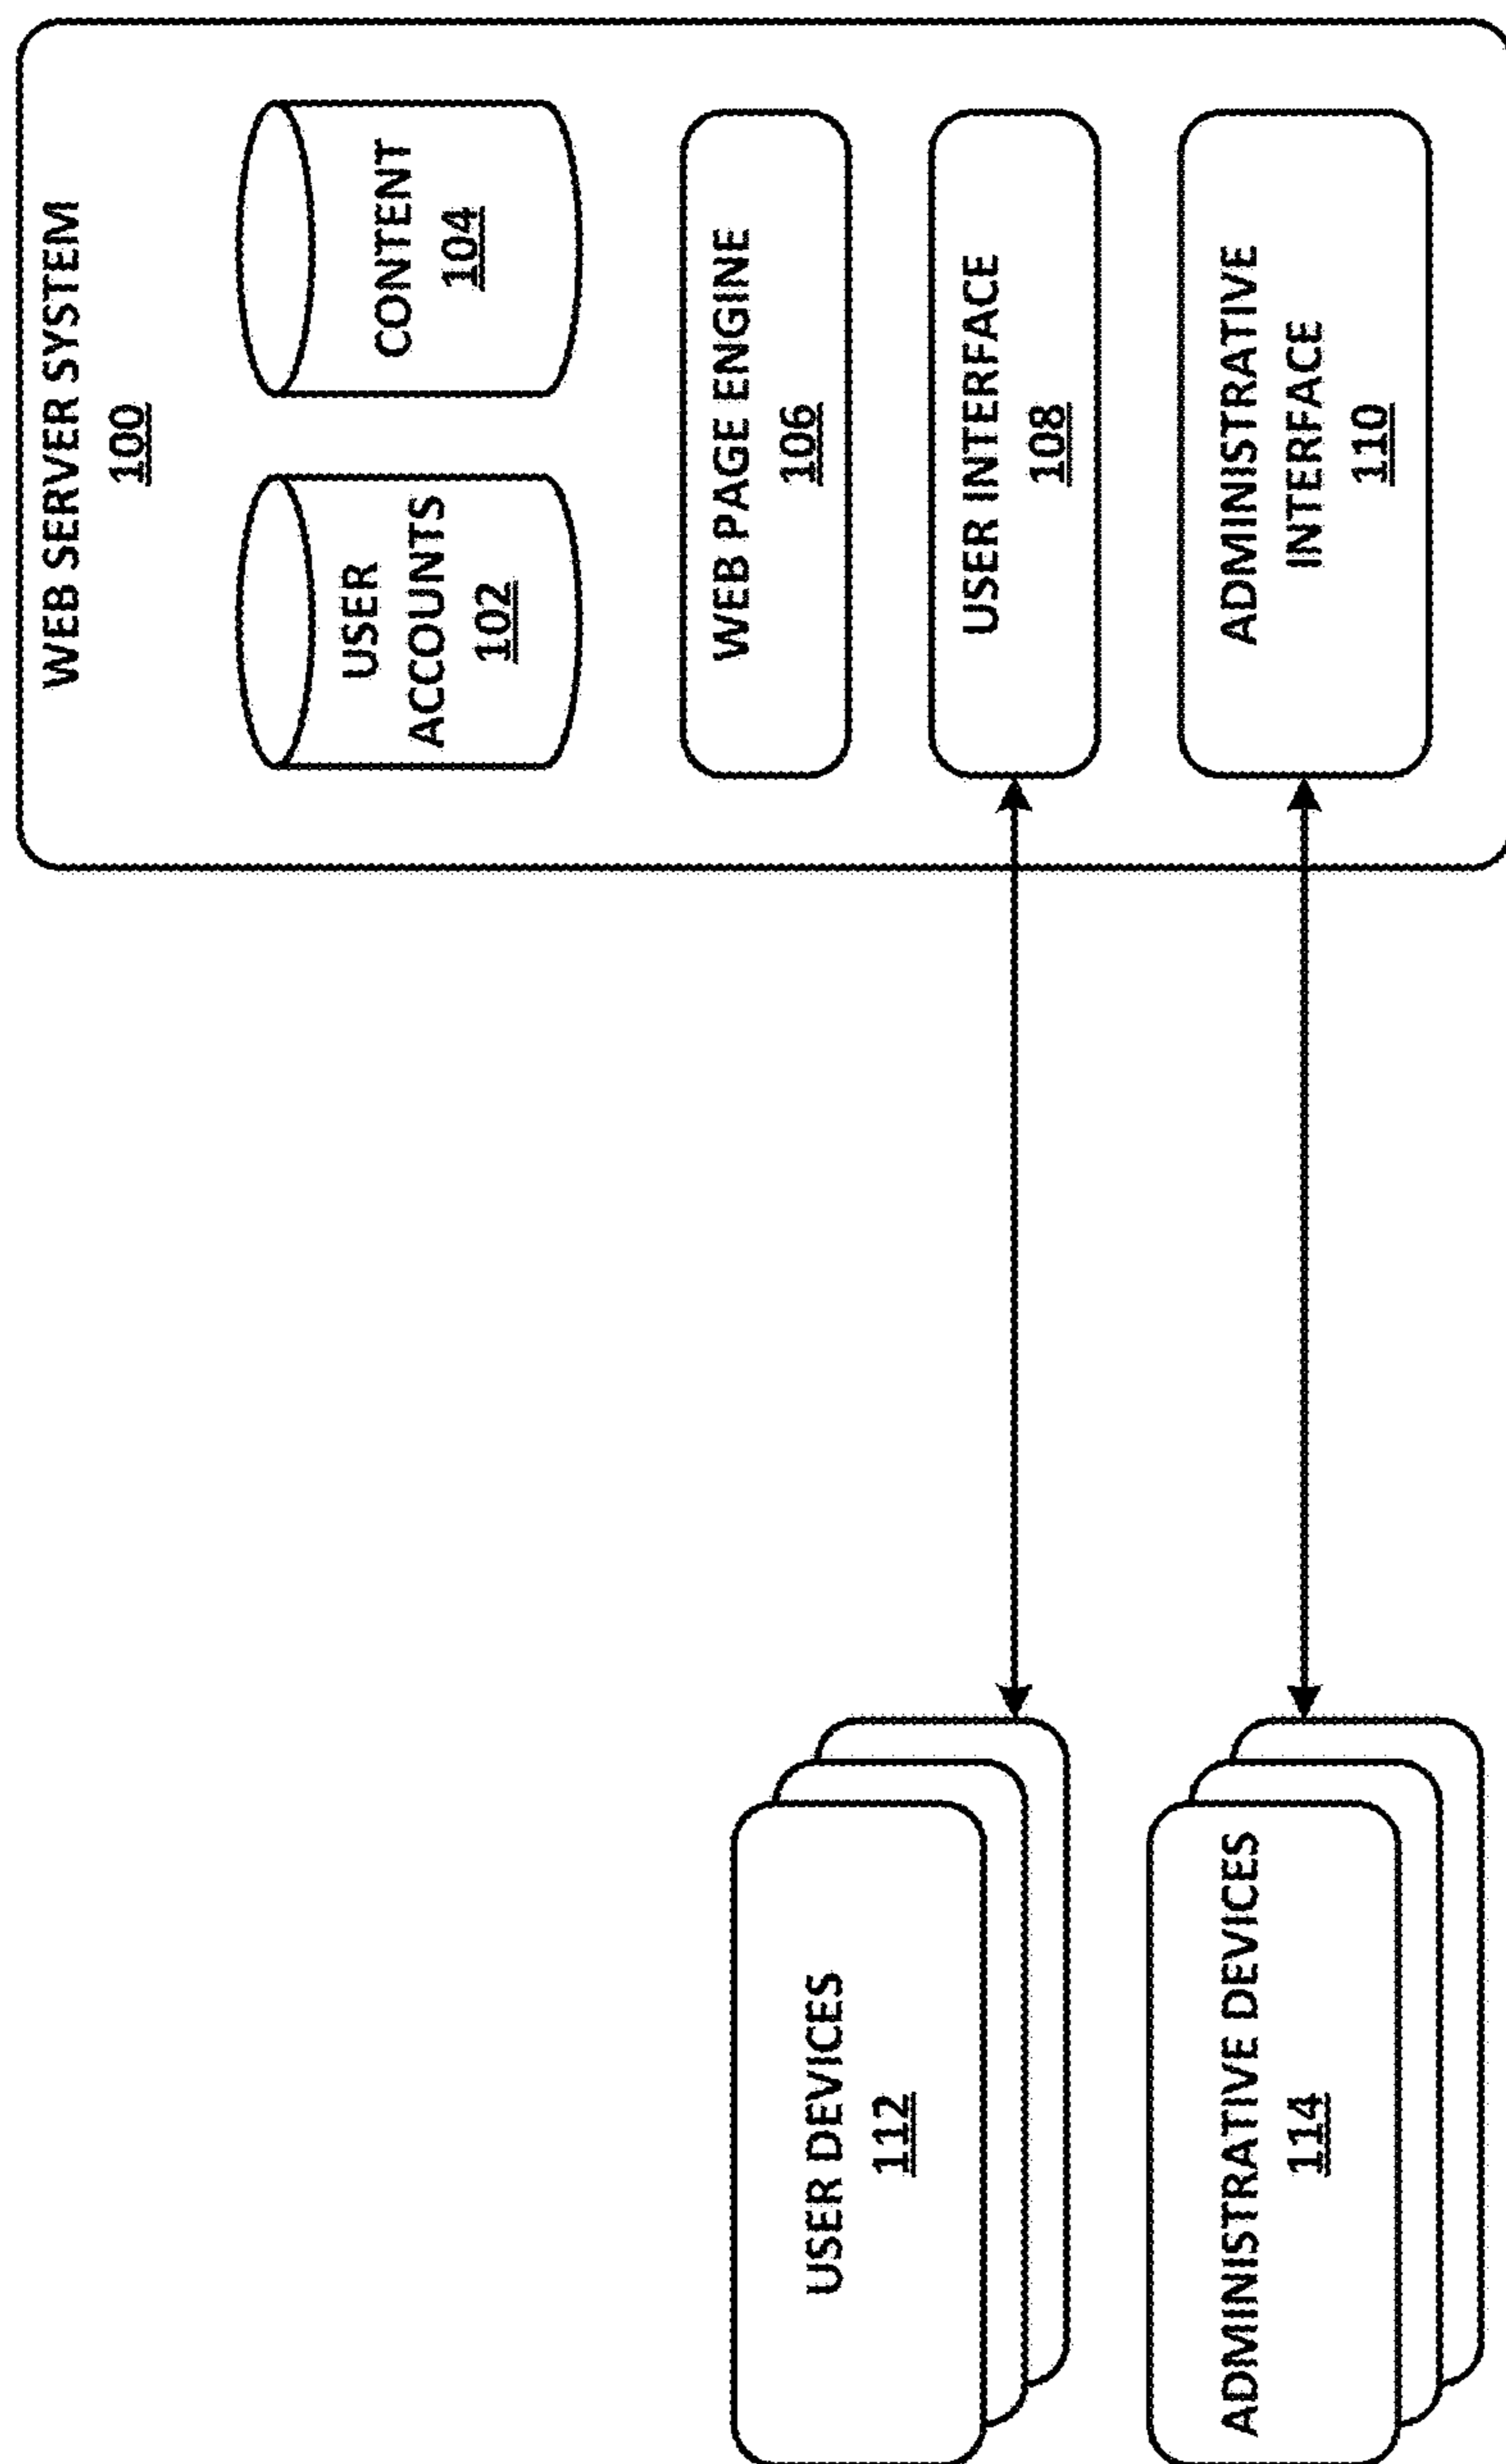 WEB SERVER SYSTEM
100
USER
ACCOUNTS
102
CONTENT
104
WEB PAGE ENGINE
106
USER DEVICES
112
USER INTERFACE
108
ADMINISTRATIVE DEVICES
114
ADMINISTRATIVE
INTERFACE
110